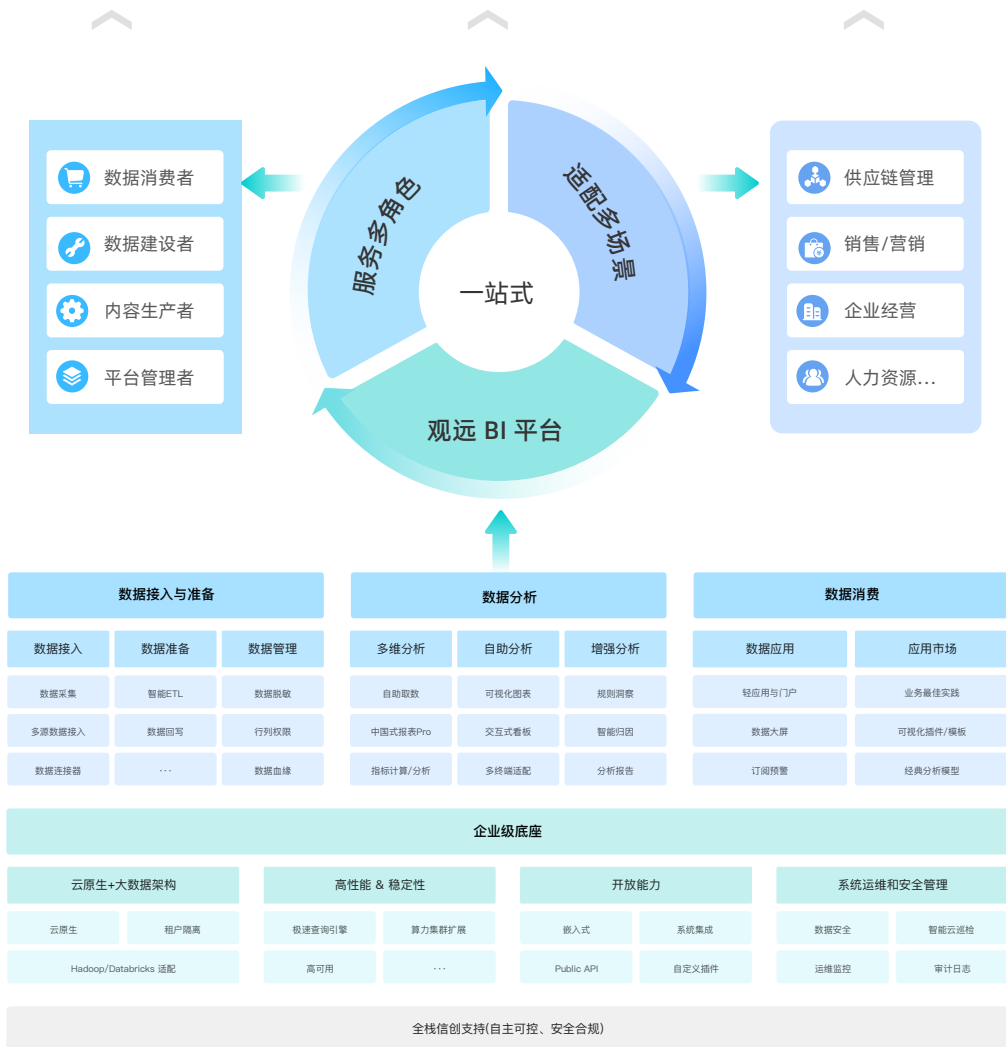 服务多角色
适配多场景
一站式
观远 BI 平台
数据消费者
数据建设者
内容生产者
平台管理者
供应链管理
销售/营销
企业经营
人力资源...
数据接入与准备
数据接入
数据准备
数据管理
数据采集
智能ETL
数据脱敏
多源数据接入
数据回写
行列权限
数据连接器
...
数据血缘
数据分析
多维分析
自助分析
增强分析
自助取数
可视化图表
规则洞察
中国式报表Pro
交互式看板
智能归因
指标计算/分析
多终端适配
分析报告
数据消费
数据应用
应用市场
轻应用与门户
业务最佳实践
数据大屏
可视化插件/模板
订阅预警
经典分析模型
企业级底座
云原生+大数据架构
云原生
租户隔离
Hadoop/Databricks 适配
高性能 & 稳定性
极速查询引擎
算力集群扩展
高可用
...
开放能力
嵌入式
系统集成
Public API
自定义插件
系统运维和安全管理
数据安全
智能云巡检
运维监控
审计日志
全栈信创支持(自主可控、安全合规)